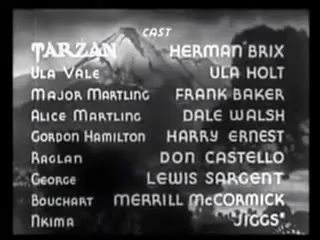 CAST
TARZAN HERMAN BRIX
ULA VALE ULA HOLT
MAJOR MARTLING FRANK BAKER
ALICE MARTLING DALE WALSH
GORDON HAMILTON HARRY ERNEST
RAGLAN DON CASTELLO
GEORGE LEWIS SARGENT
BOUCHART MERRILL McCORMICK
NKIMA "JIGGS"